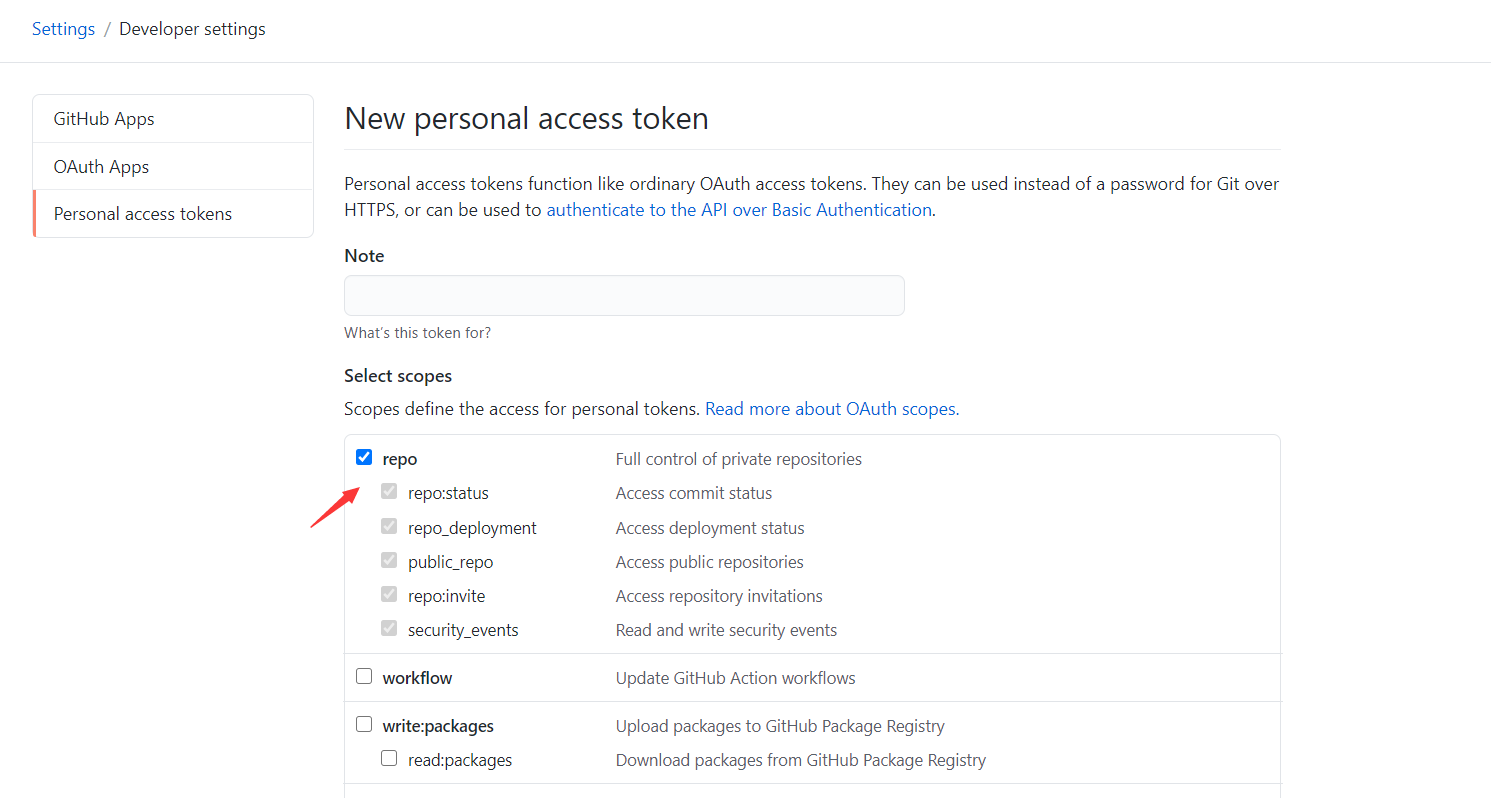 Settings / Developer settings
GitHub Apps
OAuth Apps
Personal access tokens
New personal access token
Personal access tokens function like ordinary OAuth access tokens. They can be used instead of a password for Git over
HTTPS, or can be used to authenticate to the API over Basic Authentication.
Note
What's this token for?
Select scopes
Scopes define the access for personal tokens. Read more about OAuth scopes.
repo Full control of private repositories
repo:status Access commit status
repo_deployment Access deployment status
public_repo Access public repositories
repo:invite Access repository invitations
security_events Read and write security events
workflow Update GitHub Action workflows
write:packages Upload packages to GitHub Package Registry
read:packages Download packages from GitHub Package Registry